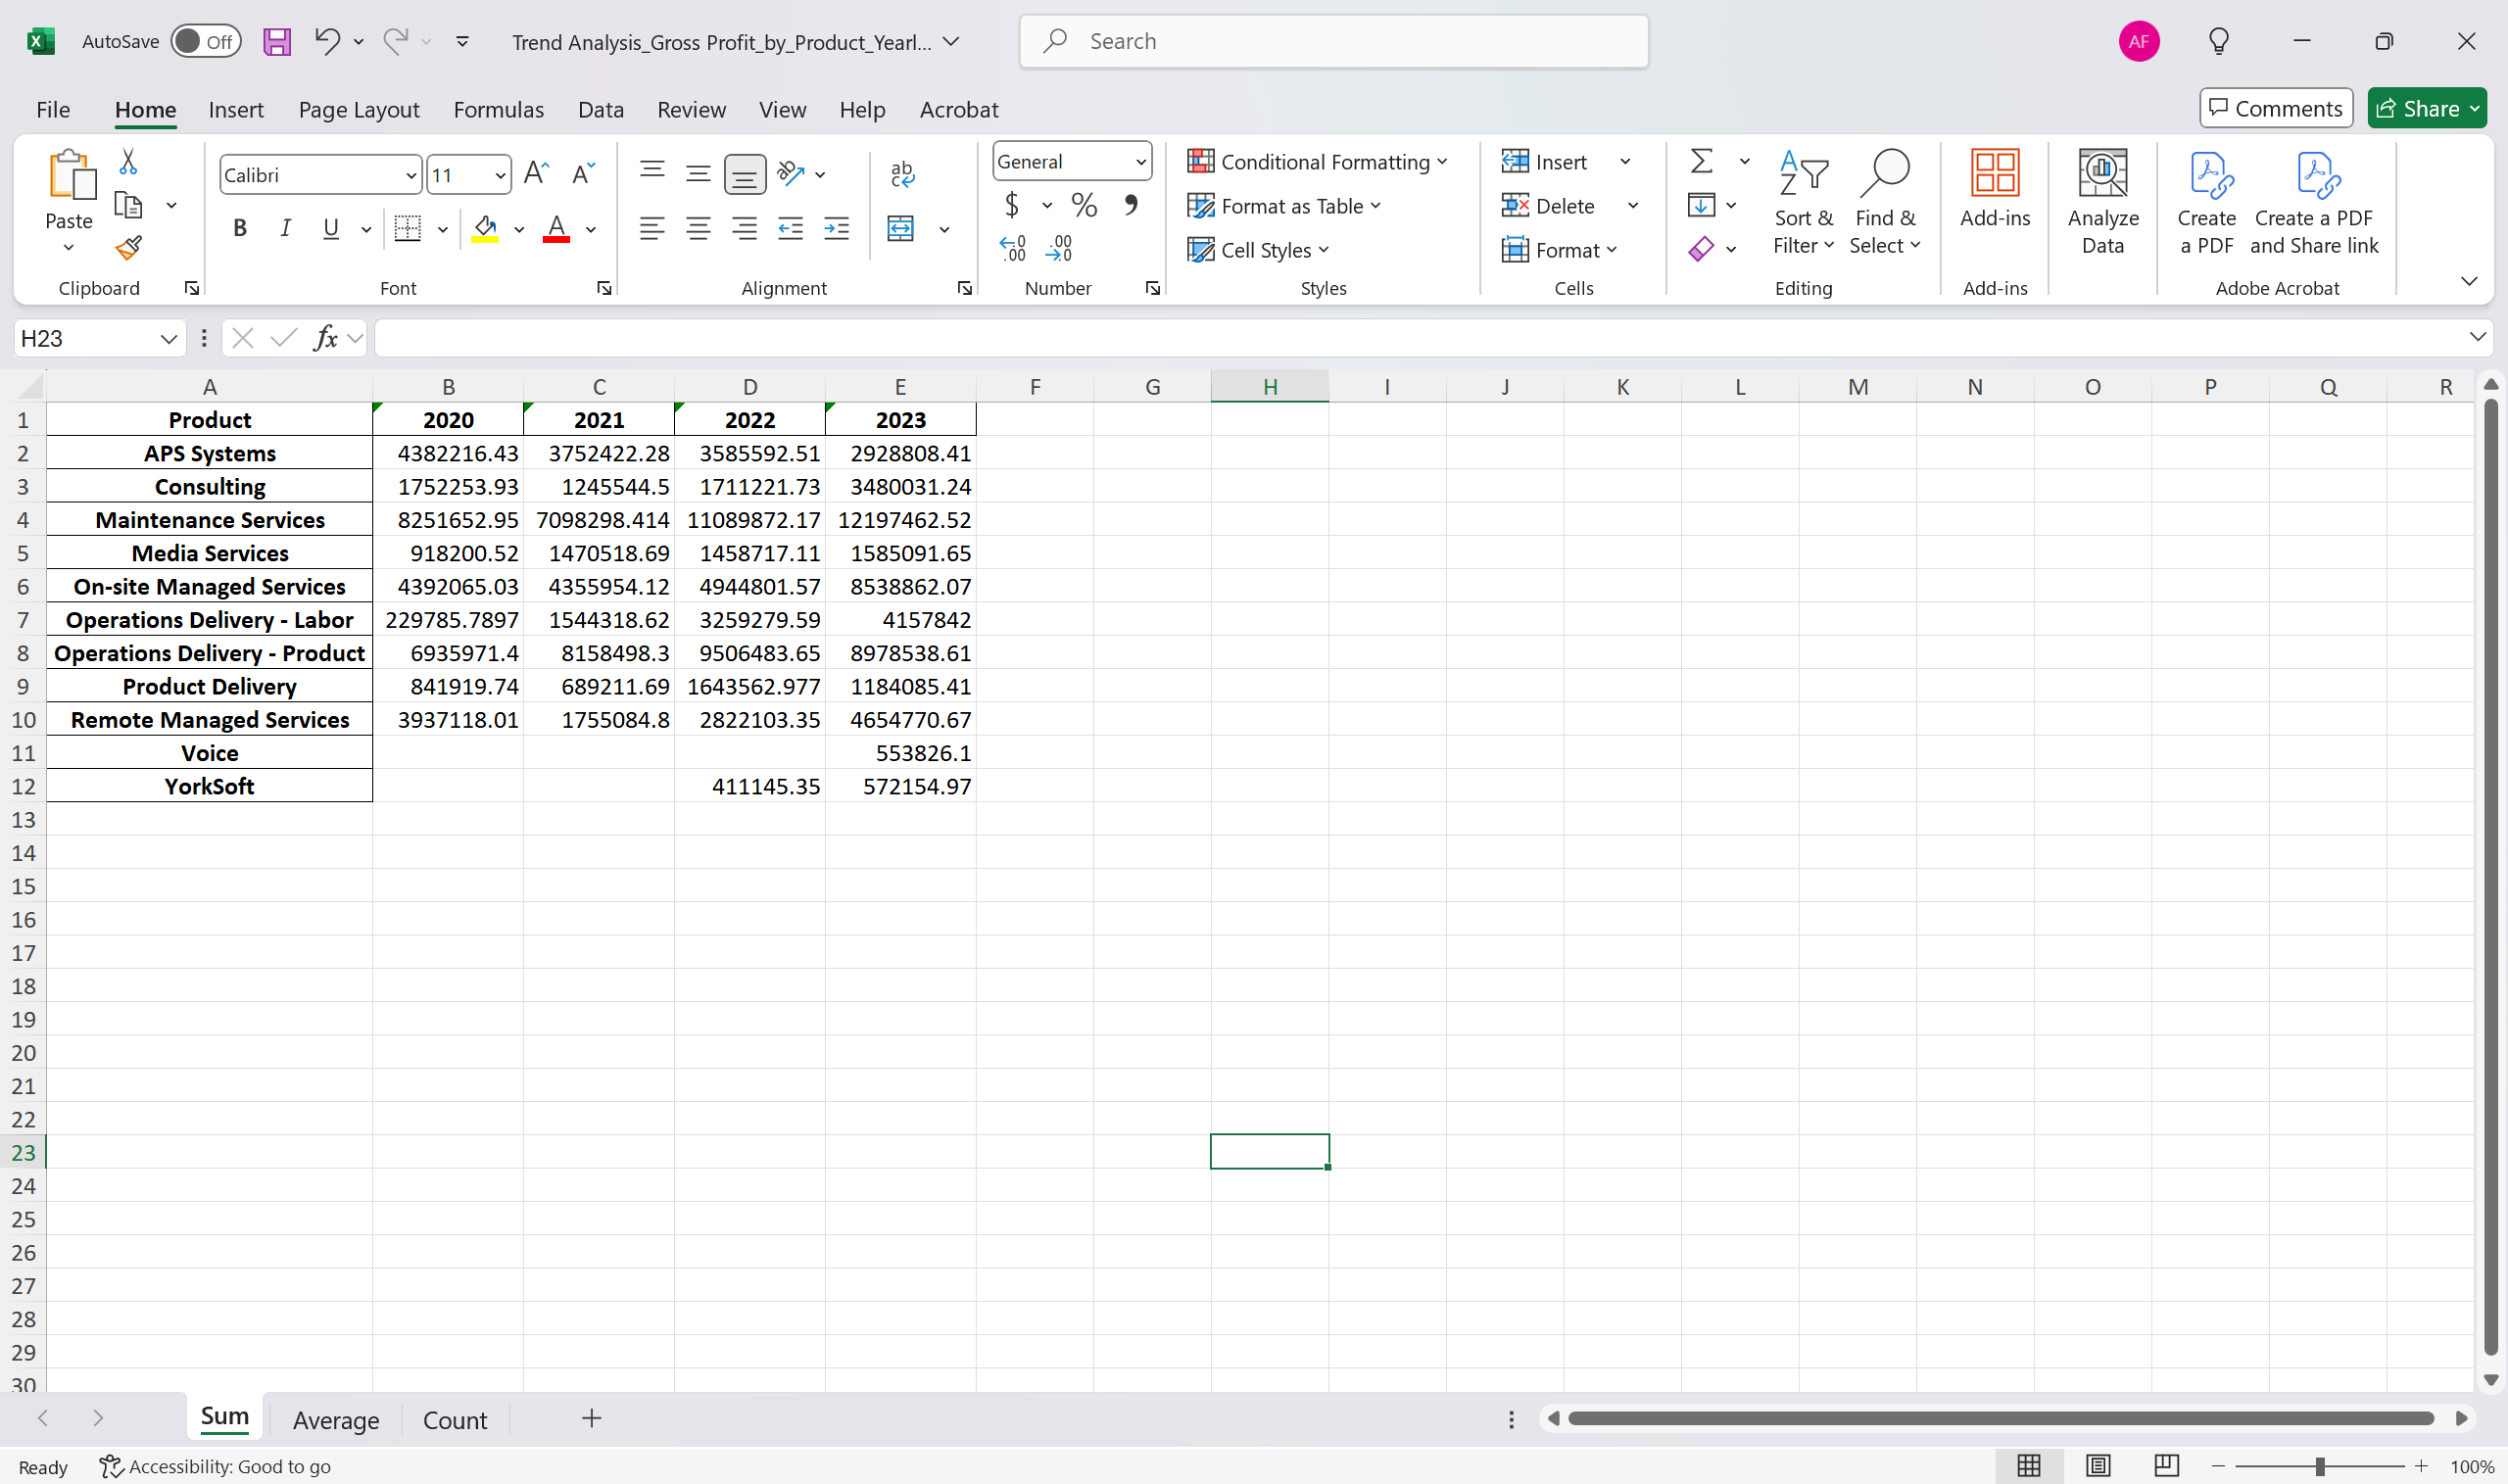 AutoSave Off Trend Analysis_Gross Profit_by_Product_Yearl... Search AF
File Home Insert Page Layout Formulas Data Review View Help Acrobat Comments Share
Paste
Clipboard
Calibri 11
B I U A
Font
ab
Alignment
General
$ % 9
Number
Conditional Formatting
Format as Table
Cell Styles
Styles
Insert
Delete
Format
Cells
Sort & Filter
Find & Select
Editing
Add-ins
Add-ins
Analyze Data
Create a PDF
Create a PDF and Share link
Adobe Acrobat
H23 fx
A B C D E F G H I J K L M N O P Q R
1 Product 2020 2021 2022 2023
2 APS Systems 4382216.43 3752422.28 3585592.51 2928808.41
3 Consulting 1752253.93 1245544.5 1711221.73 3480031.24
4 Maintenance Services 8251652.95 7098298.414 11089872.17 12197462.52
5 Media Services 918200.52 1470518.69 1458717.11 1585091.65
6 On-site Managed Services 4392065.03 4355954.12 4944801.57 8538862.07
7 Operations Delivery - Labor 229785.7897 1544318.62 3259279.59 4157842
8 Operations Delivery - Product 6935971.4 8158498.3 9506483.65 8978538.61
9 Product Delivery 841919.74 689211.69 1643562.977 1184085.41
10 Remote Managed Services 3937118.01 1755084.8 2822103.35 4654770.67
11 Voice 553826.1
12 YorkSoft 411145.35 572154.97
13
14
15
16
17
18
19
20
21
22
23
24
25
26
27
28
29
30
Sum Average Count
Ready Accessibility: Good to go 100%